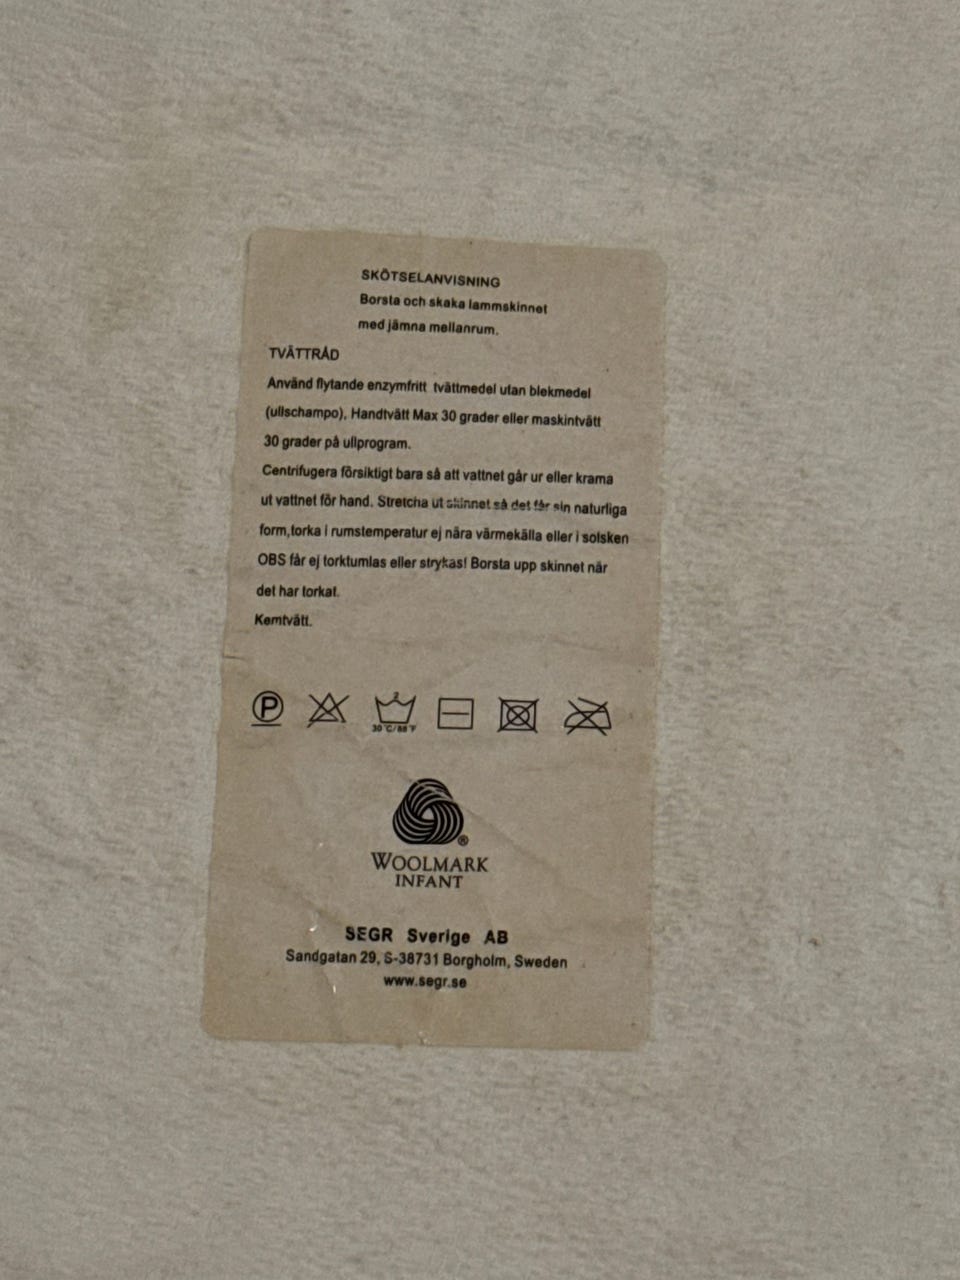 SKÖTSELANVISNING
Borsta och skaka lammskinnet
med jämna mellanrum.
TVÄTTRÅD
Använd flytande enzymfritt tvättmedel utan blekmedel
(ullschampo), Handtvätt Max 30 grader eller maskintvätt
30 grader på ullprogram.
Centrifugera försiktigt bara så att vattnet går ur eller krama
ut vattnet för hand. Stretcha ut skinnet så det får sin naturliga
form,torka i rumstemperatur ej nära värmekälla eller i solsken
OBS får ej torktumlas eller strykas! Borsta upp skinnet när
det har torkat.
Kemtvätt.
P
2
30°C/86°F
WOOLMARK
INFANT
SEGR Sverige AB
Sandgatan 29, S-38731 Borgholm, Sweden
www.segr.se